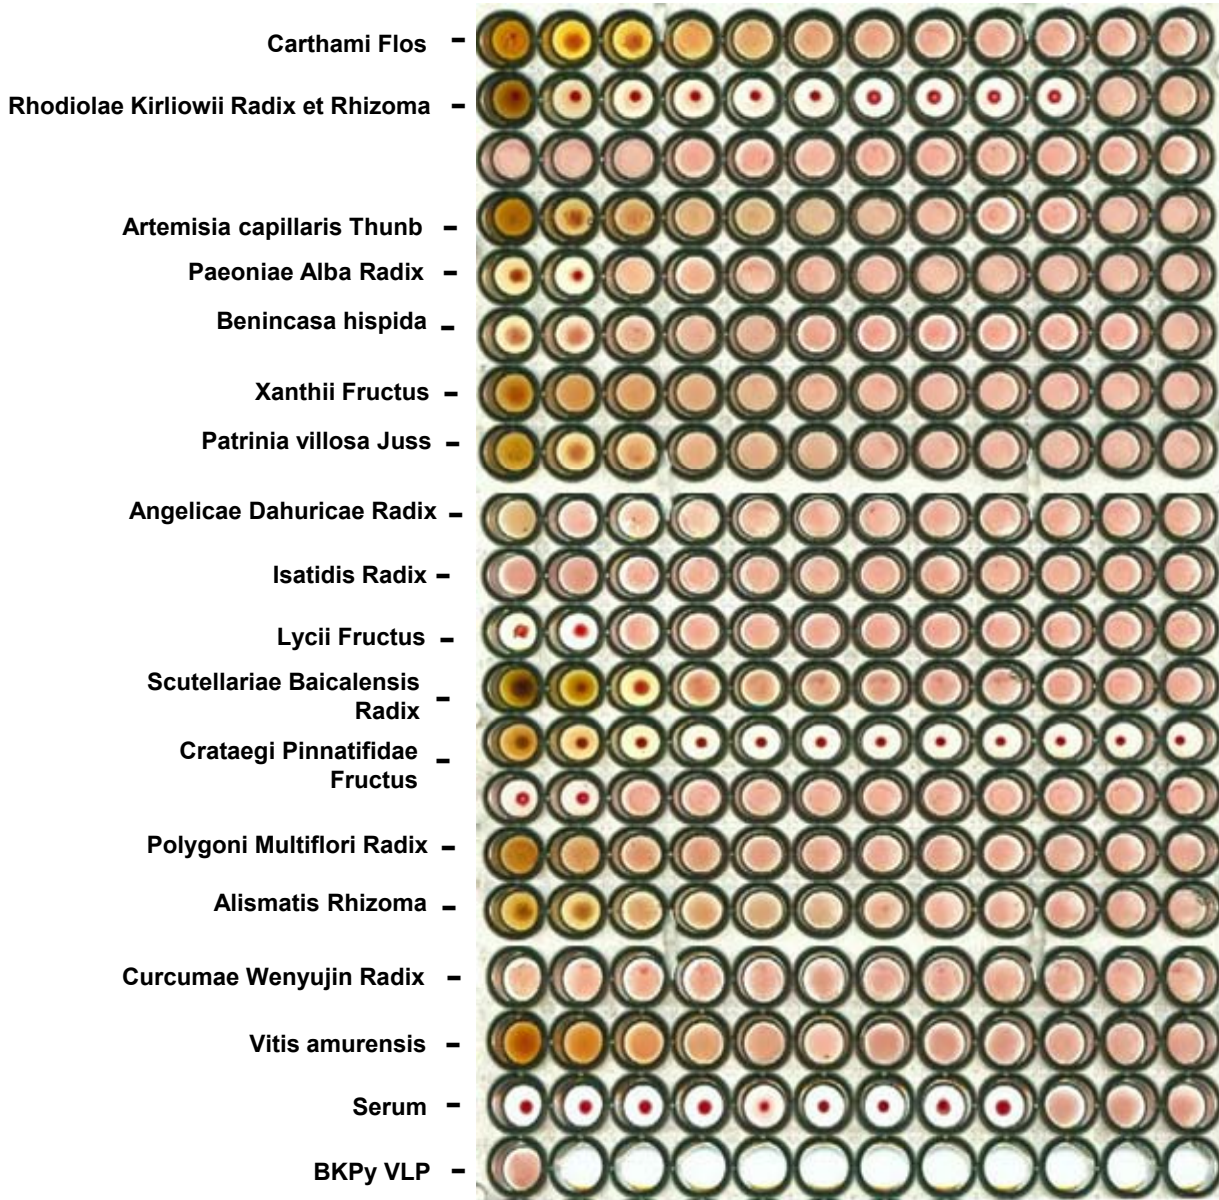 Carthami Flos
Rhodiolae Kirliowii Radix et Rhizoma
Artemisia capillaris Thunb
Paeoniae Alba Radix
Benincasa hispida
Xanthii Fructus
Patrinia villosa Juss
Angelicae Dahuricae Radix
Isatidis Radix
Lycii Fructus
Scutellariae Baicalensis
Radix
Crataegi Pinnatifidae
Fructus
Polygoni Multiflori Radix
Alismatis Rhizoma
Curcumae Wenyujin Radix
Vitis amurensis
Serum
BKPy VLP